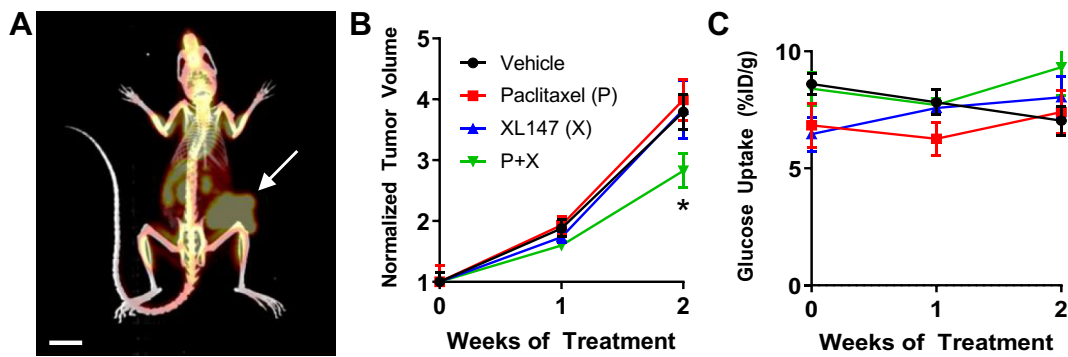 A
B
Normalized Tumor Volume
5
4
3
2
1
0
1
2
Weeks of Treatment
Vehicle
Paclitaxel (P)
XL147 (X)
P+X
*
C
Glucose Uptake (%ID/g)
10
5
0
0
1
2
Weeks of Treatment